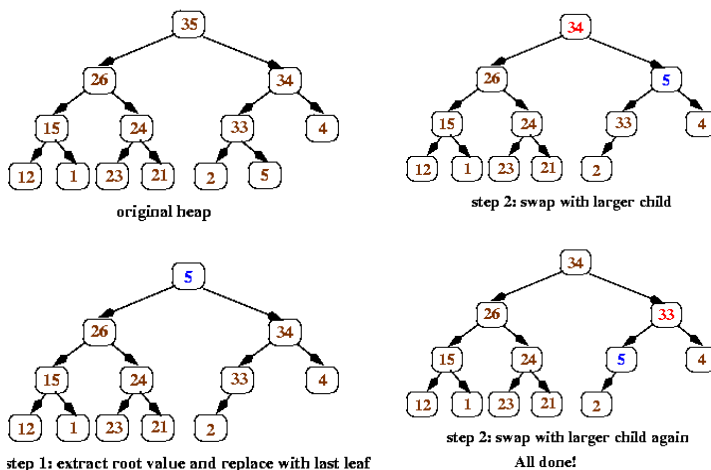 35
26 34
15 24 33 4
12 1 23 21 2 5
original heap
34
26 5
15 24 33 4
12 1 23 21 2
step 2: swap with larger child
5
26 34
15 24 33 4
12 1 23 21 2
step 1: extract root value and replace with last leaf
34
26 33
15 24 5 4
12 1 23 21 2
step 2: swap with larger child again
All done!